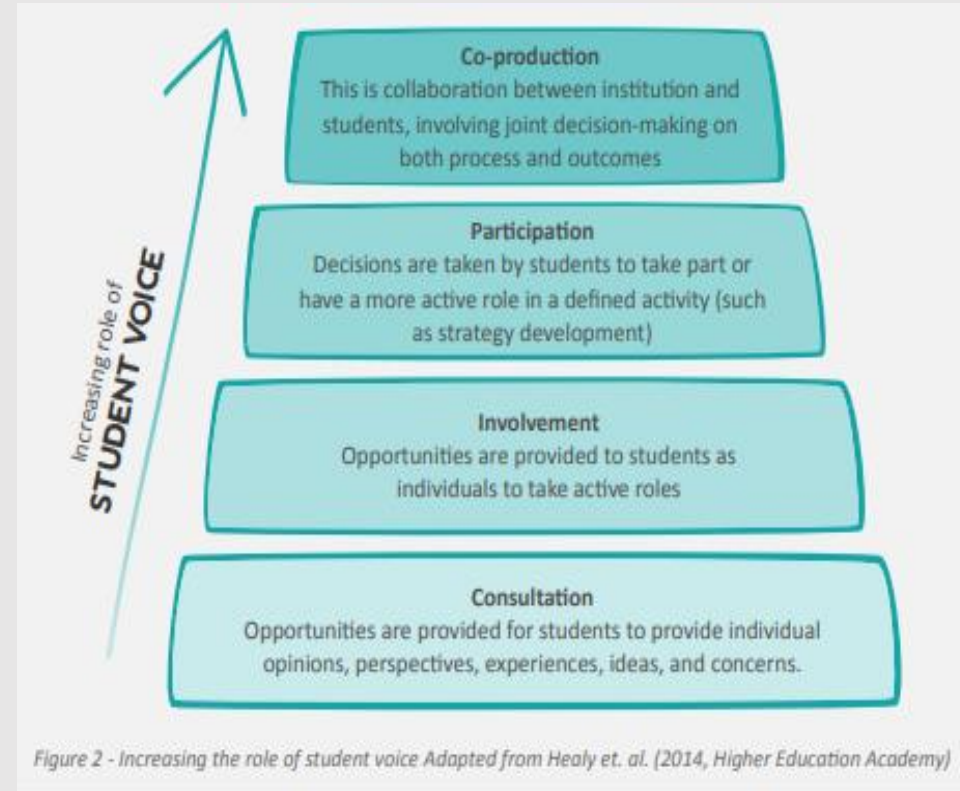 Co-production
This is collaboration between institution and
students, involving joint decision-making on
both process and outcomes
Participation
Decisions are taken by students to take part or
have a more active role in a defined activity (such
as strategy development)
Increasing role of
STUDENT VOICE
Involvement
Opportunities are provided to students as
individuals to take active roles
Consultation
Opportunities are provided for students to provide individual
opinions, perspectives, experiences, ideas, and concerns.
Figure 2 - Increasing the role of student voice Adapted from Healy et. al. (2014, Higher Education Academy)